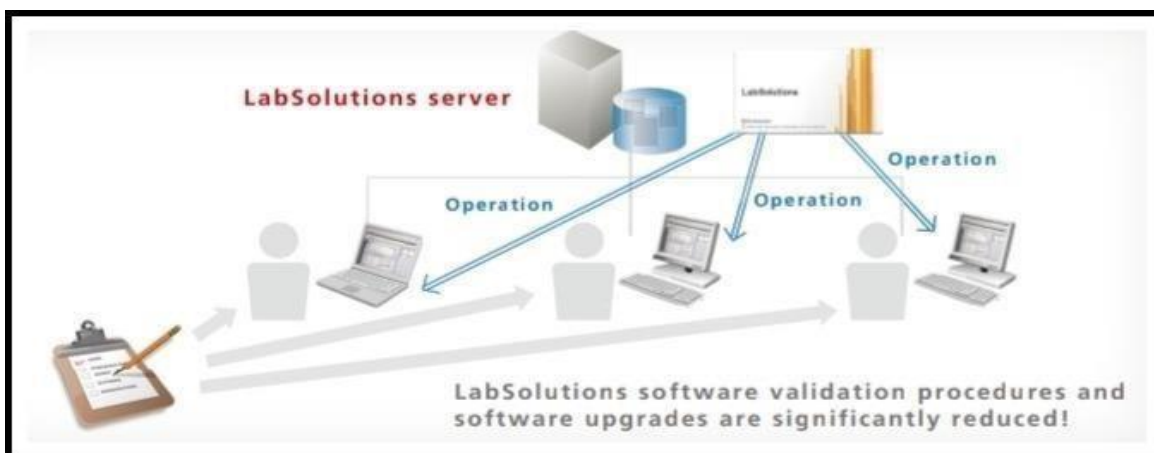 LabSolutions server
LabSolutions
Operation
Operation
Operation
LabSolutions software validation procedures and
software upgrades are significantly reduced!